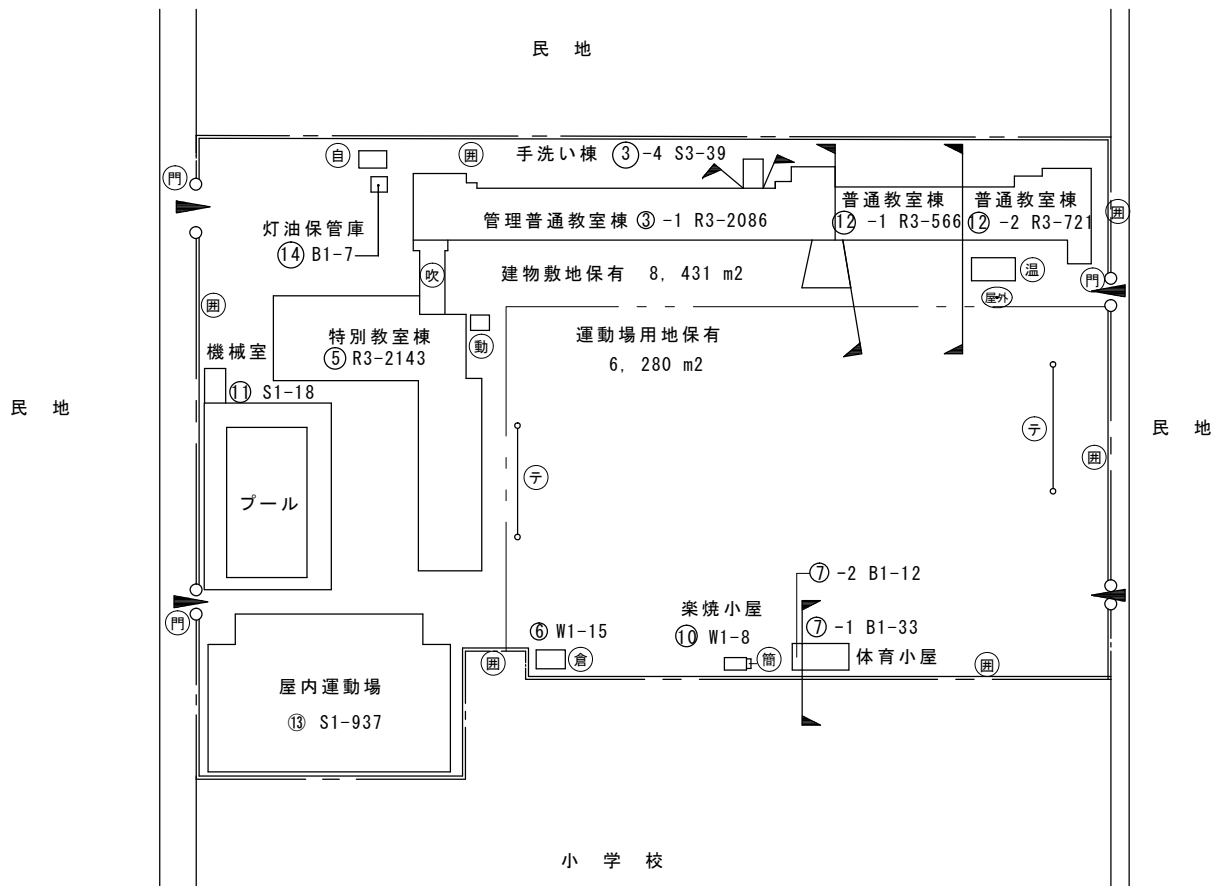 民 地
自
囲
手洗い棟 ③-4 S3-39
門
灯油保管庫
⑭ B1-7
管理普通教室棟 ③-1 R3-2086
普通教室棟
⑫-1 R3-566
普通教室棟
⑫-2 R3-721
囲
吹
建物敷地保有 8,431 m2
温
門
屋外
囲
特別教室棟
⑤ R3-2143
動
運動場用地保有
6,280 m2
機械室
⑪ S1-18
民 地
民 地
テ
テ
囲
プール
⑦-2 B1-12
楽焼小屋
⑩ W1-8
⑦-1 B1-33
体育小屋
⑥ W1-15
倉
簡
門
囲
囲
屋内運動場
⑬ S1-937
小 学 校